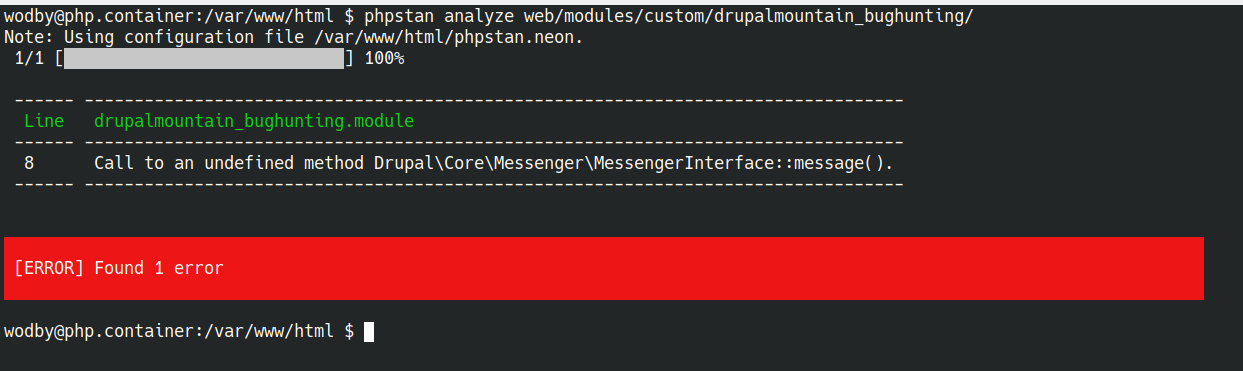 wodby@php.container:/var/www/html $ phpstan analyze web/modules/custom/drupalmountain_bughunting/
Note: Using configuration file /var/www/html/phpstan.neon.
 1/1 [                            ] 100%
 ------ ----------------------------------------------------------------------------------
  Line   drupalmountain_bughunting.module
 ------ ----------------------------------------------------------------------------------
  8      Call to an undefined method Drupal\Core\Messenger\MessengerInterface::message().
 ------ ----------------------------------------------------------------------------------
 [ERROR] Found 1 error
wodby@php.container:/var/www/html $